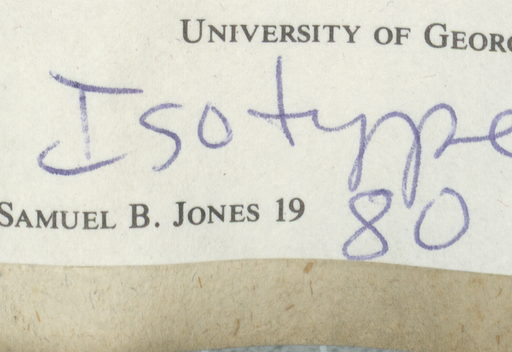 UNIVERSITY OF GEORG
Isotype
SAMUEL B. JONES 19 80